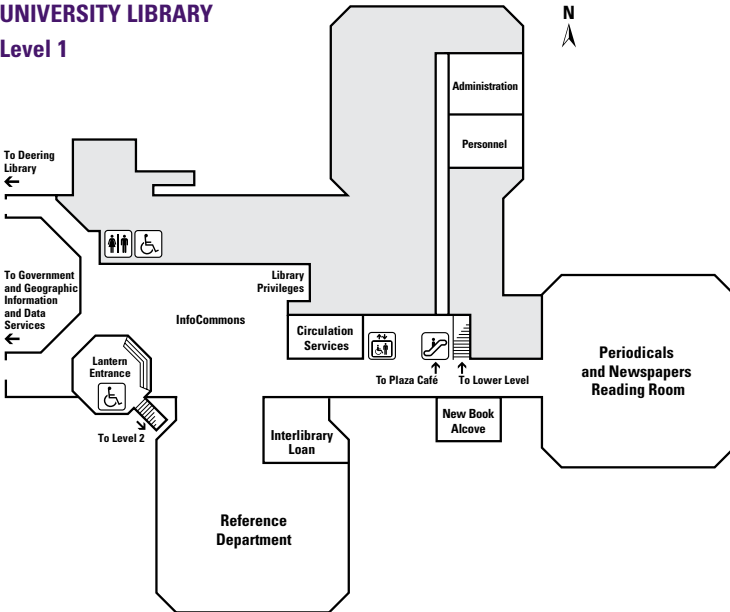 UNIVERSITY LIBRARY
Level 1
N
Administration
Personnel
To Deering
Library
To Government
and Geographic
Information
and Data
Services
Library
Privileges
InfoCommons
Circulation
Services
Lantern
Entrance
To Plaza Café
To Lower Level
Periodicals
and Newspapers
Reading Room
New Book
Alcove
To Level 2
Interlibrary
Loan
Reference
Department